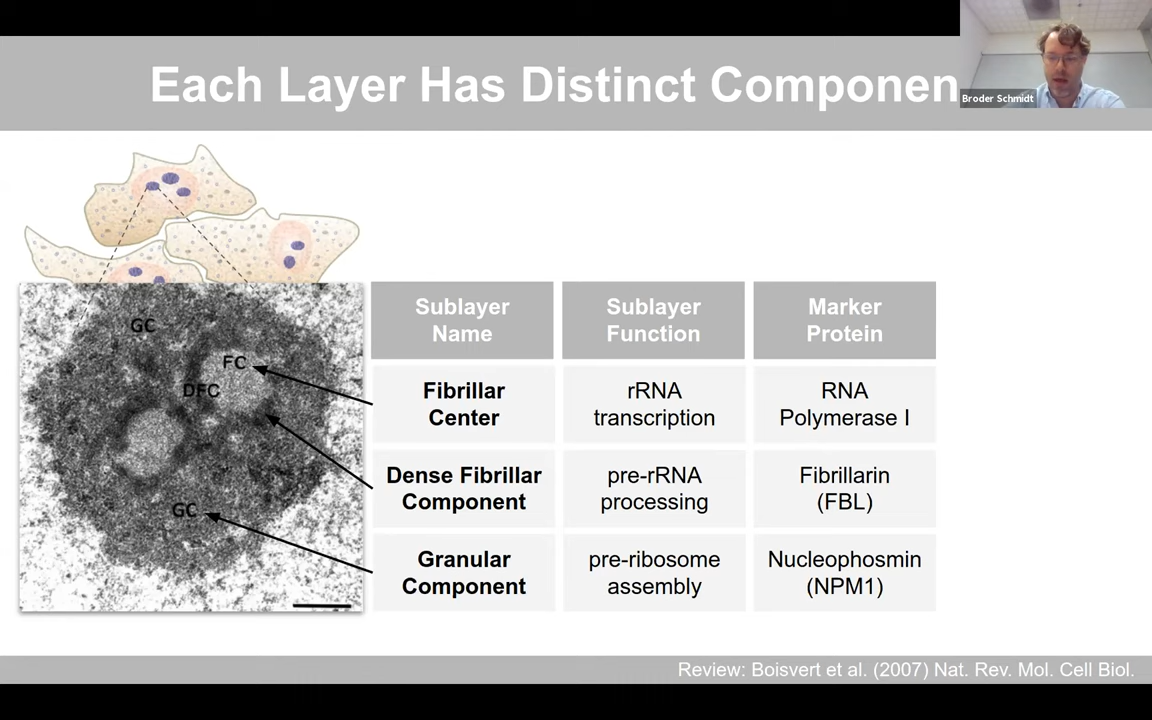 Each Layer Has Distinct Componen
Broder Schmidt
GC
FC
DFC
GC
Sublayer
Name
Sublayer
Function
Marker
Protein
Fibrillar
Center
rRNA
transcription
RNA
Polymerase I
Dense Fibrillar
Component
pre-rRNA
processing
Fibrillarin
(FBL)
Granular
Component
pre-ribosome
assembly
Nucleophosmin
(NPM1)
Review: Boisvert et al. (2007) Nat. Rev. Mol. Cell Biol.